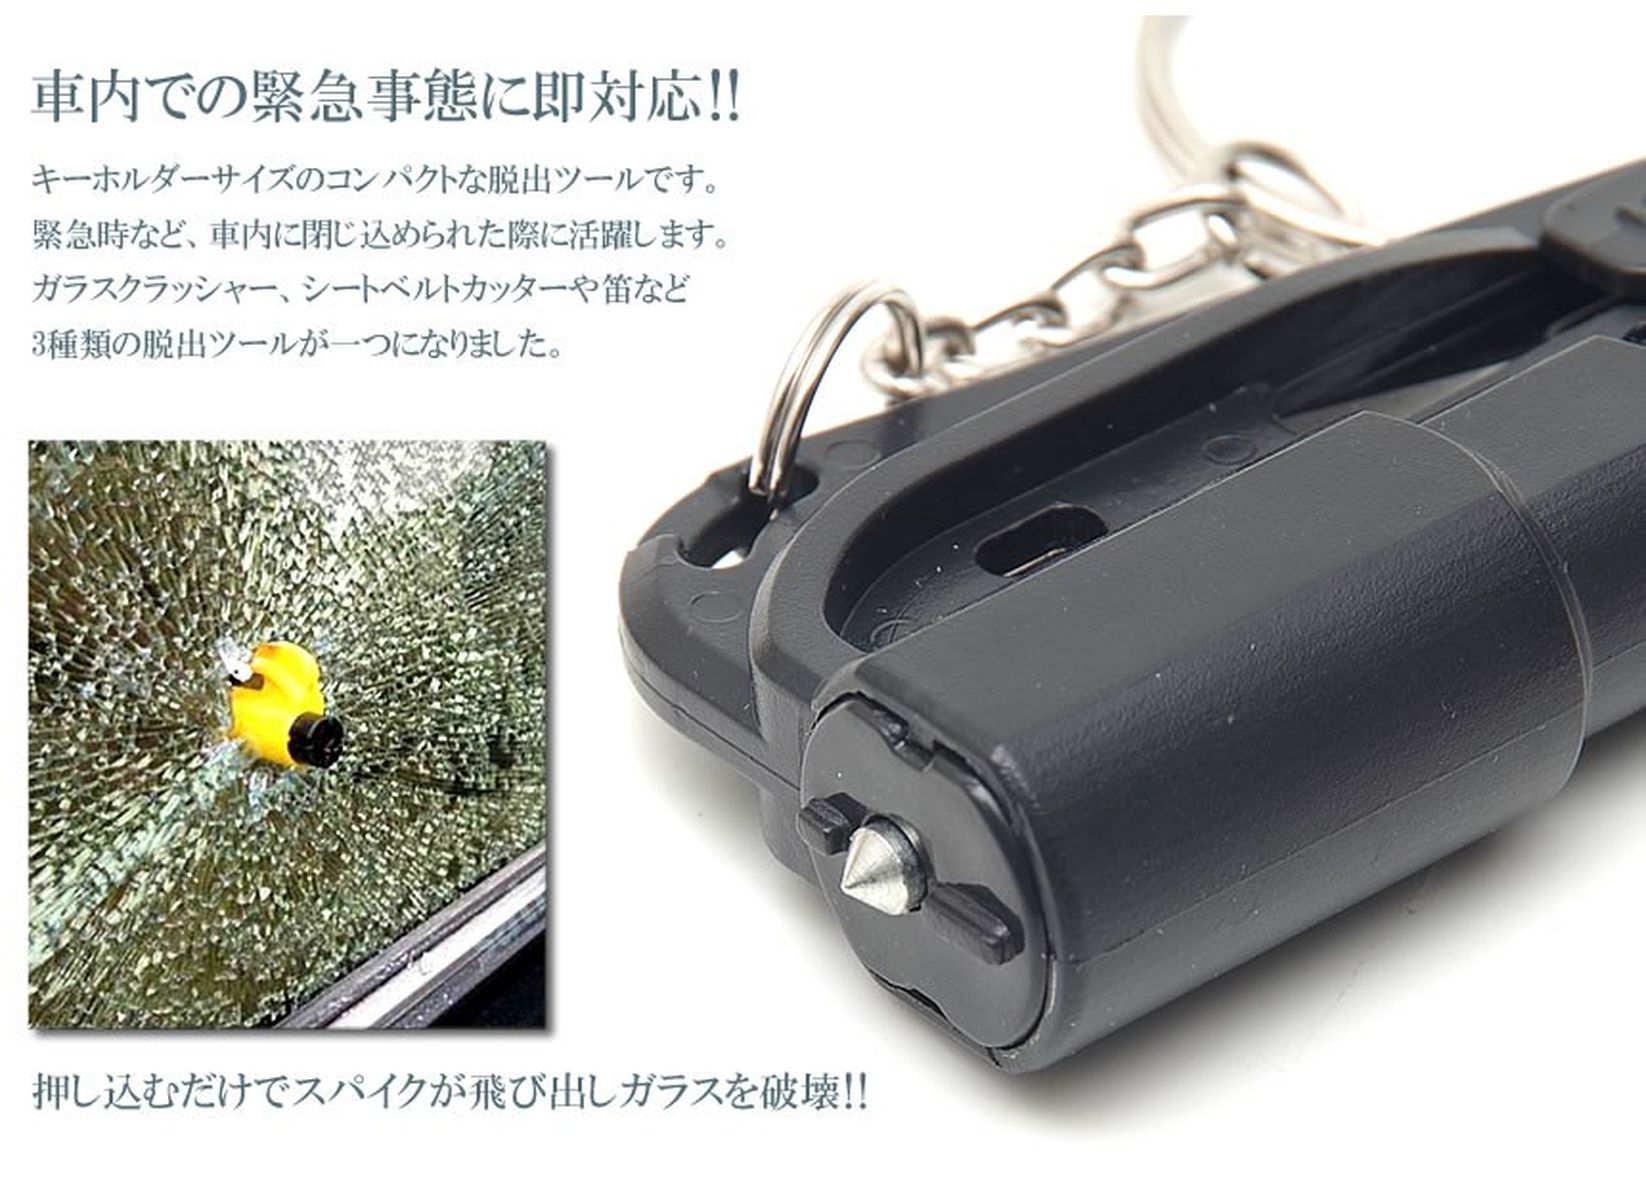 車内での緊急事態に即対応!!
キーホルダーサイズのコンパクトな脱出ツールです。
緊急時など、車内に閉じ込められた際に活躍します。
ガラスクラッシャー、シートベルトカッターや笛など
3種類の脱出ツールが一つになりました。
押し込むだけでスパイクが飛び出しガラスを破壊!!